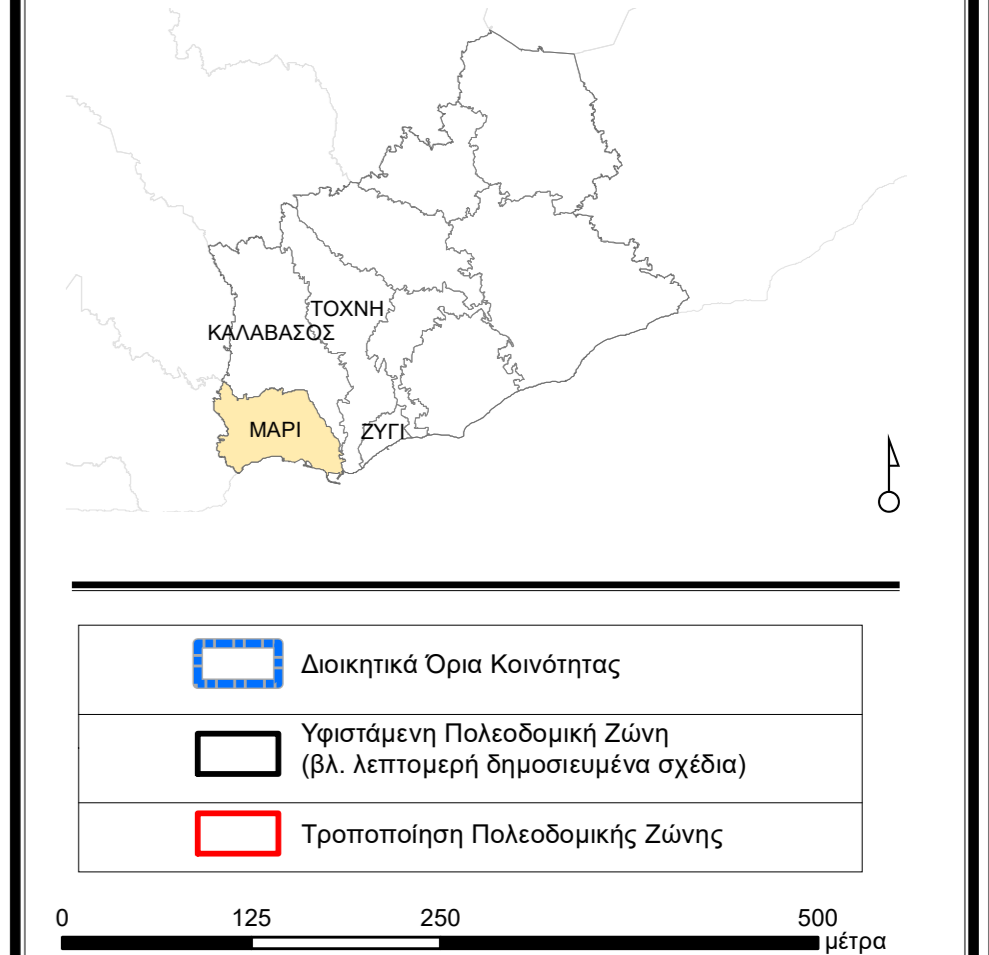 ΤΟΧΝΗ
ΚΑΛΑΒΑΣΟΣ
ΜΑΡΙ
ΖΥΓΙ
Διοικητικά Όρια Κοινότητας
Υφιστάμενη Πολεοδομική Ζώνη
(βλ. λεπτομερή δημοσιευμένα σχέδια)
Τροποποίηση Πολεοδομικής Ζώνης
0 125 250 500
μέτρα